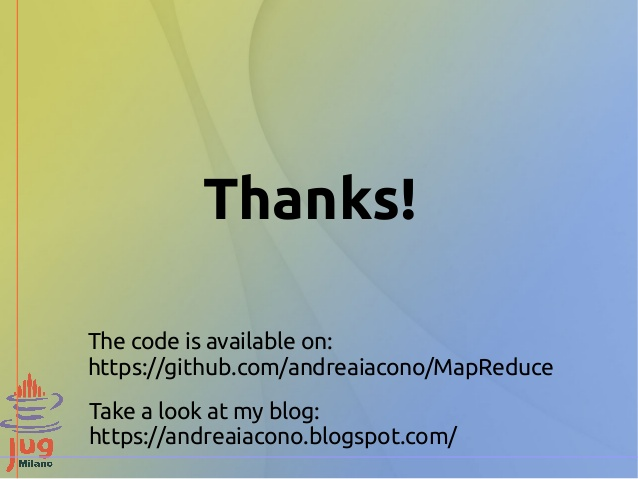 Thanks!
The code is available on:
https://github.com/andreaiacono/MapReduce
Take a look at my blog:
https://andreaiacono.blogspot.com/
Jug
Milano